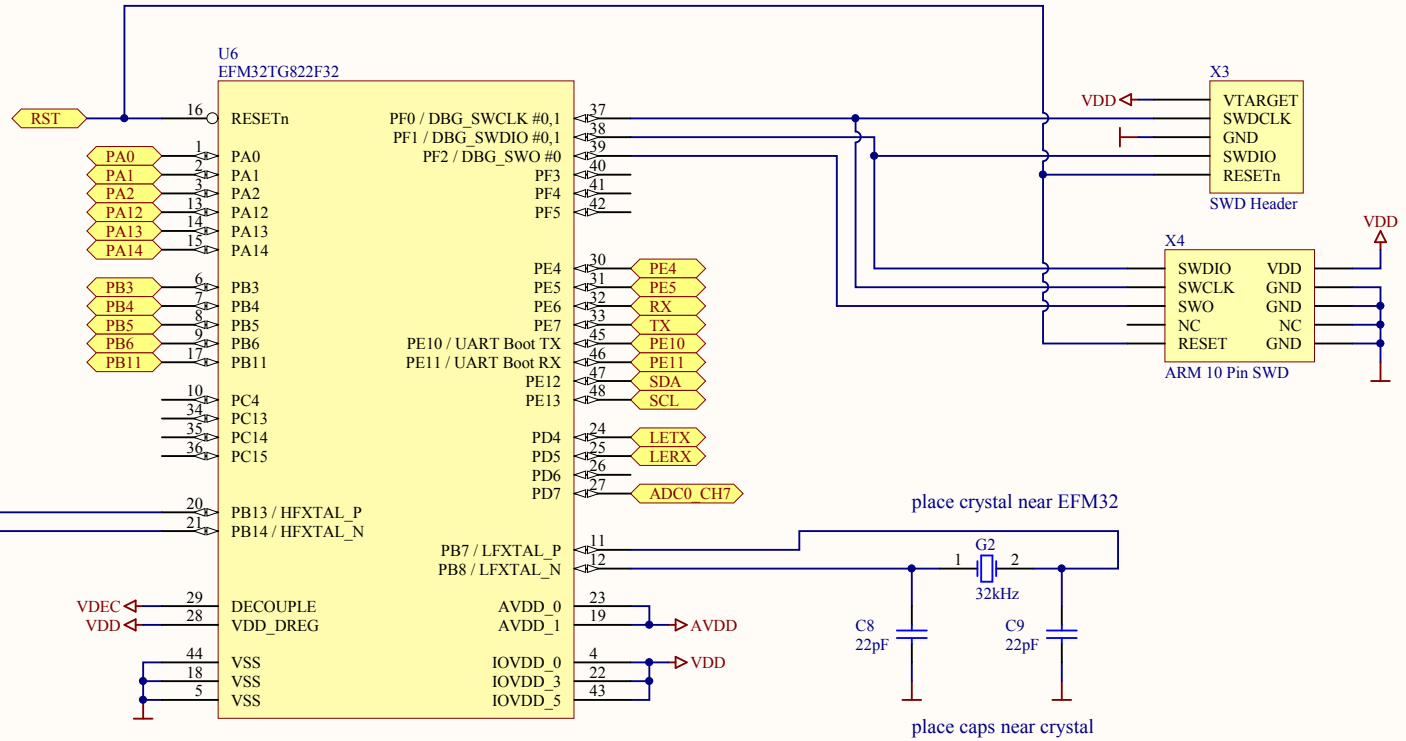 U6
EFM32TG822F32
RST
16 RESETn
PF0 / DBG_SWCLK #0,1 37
PF1 / DBG_SWDIO #0,1 38
PF2 / DBG_SWO #0 39
PA0 1 PA0
PF3 40
PA1 2 PA1
PF4 41
PA2 3 PA2
PF5 42
PA12 13 PA12
PA13 14 PA13
PA14 15 PA14
PE4 30 PE4
PB3 6 PB3
PE5 31 PE5
PB4 7 PB4
PE6 32 RX
PB5 8 PB5
PE7 33 TX
PB6 9 PB6
PE10 / UART Boot TX 45 PE10
PB11 17 PB11
PE11 / UART Boot RX 46 PE11
PE12 47 SDA
10 PC4
PE13 48 SCL
34 PC13
35 PC14
PD4 24 LETX
36 PC15
PD5 25 LERX
PD6 26
PD7 27 ADC0_CH7
20 PB13 / HFXTAL_P
21 PB14 / HFXTAL_N
PB7 / LFXTAL_P 11
PB8 / LFXTAL_N 12
VDEC 29 DECOUPLE
AVDD_0 23
VDD 28 VDD_DREG
AVDD_1 19 AVDD
44 VSS
IOVDD_0 4 VDD
18 VSS
IOVDD_3 22
5 VSS
IOVDD_5 43
X3
VDD VTARGET
SWDCLK
GND
SWDIO
RESETn
SWD Header
VDD
X4
SWDIO VDD
SWCLK GND
SWO GND
NC NC
RESET GND
ARM 10 Pin SWD
place crystal near EFM32
G2
1 2
32kHz
C8
22pF
C9
22pF
place caps near crystal